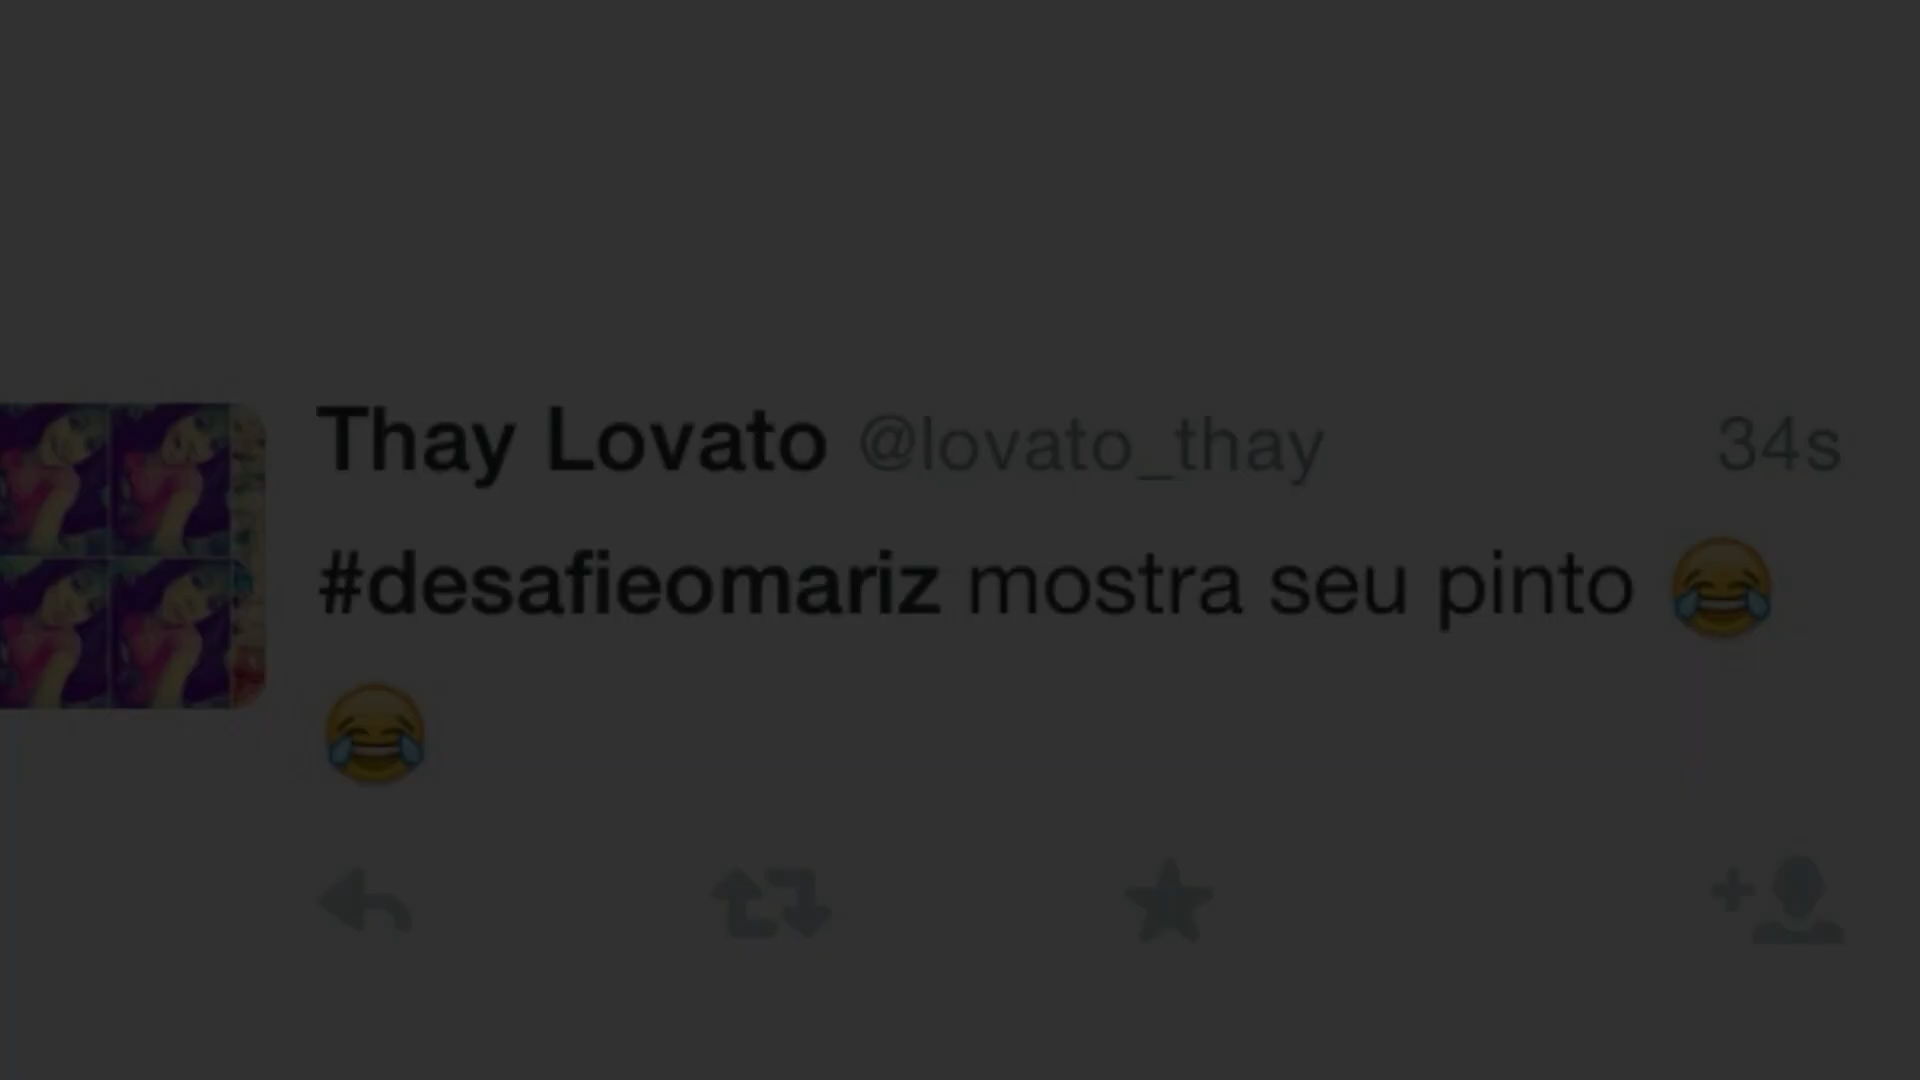 Thay Lovato @lovato_thay 34s
#desafieomariz mostra seu pinto 😂
😂